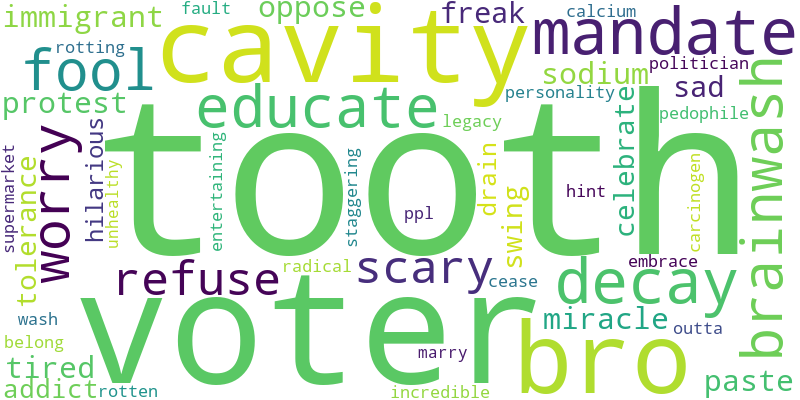 immigrant
fault
oppose
freak
calcium
cavity
mandate
rotting
fool
politician
sodium
sad
personality
protest
educate
legacy
pedophile
tooth
brainwash
supermarket
worry
hilarious
unhealthy
entertaining
staggering
drain
celebrate
carcinogen
tolerance
swing
ppl
hint
refuse
radical
scary
cease
embrace
decay
voter
wash
bro
miracle
outta
belong
marry
tired
addict
rotten
incredible
paste